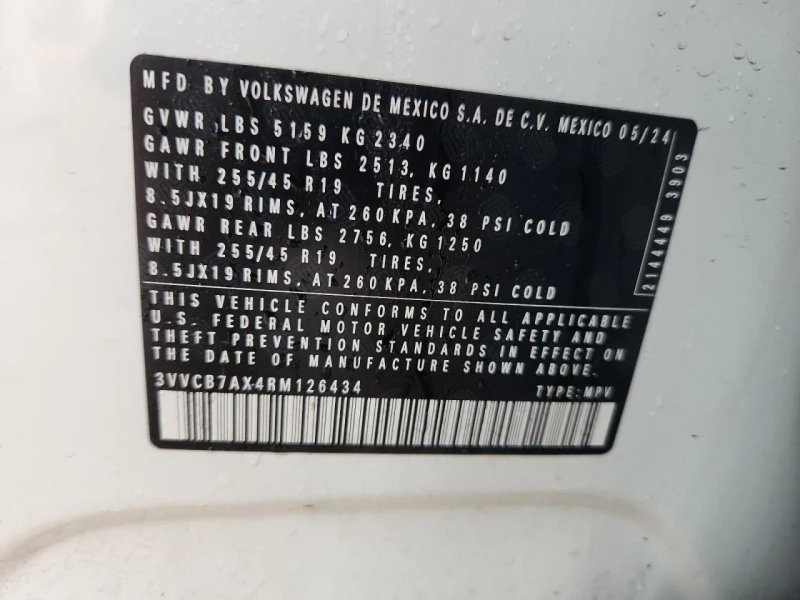 MFD BY VOLKSWAGEN DE MEXICO S.A. DE C.V. MEXICO 05/24
GVWR LBS 5159 KG 2340
GAWR FRONT LBS 2513, KG 1140
WITH 255/45 R19 TIRES,
8.5JX19 RIMS, AT 260 KPA, 38 PSI COLD
GAWR REAR LBS 2756, KG 1250
WITH 255/45 R19 TIRES,
8.5JX19 RIMS, AT 260 KPA, 38 PSI COLD
2144449 3903
THIS VEHICLE CONFORMS TO ALL APPLICABLE
U.S. FEDERAL MOTOR VEHICLE SAFETY AND
THEFT-PREVENTION STANDARDS IN EFFECT ON
THE DATE OF MANUFACTURE SHOWN ABOVE.
3VVCB7AX4RM126434 TYPE: MPV